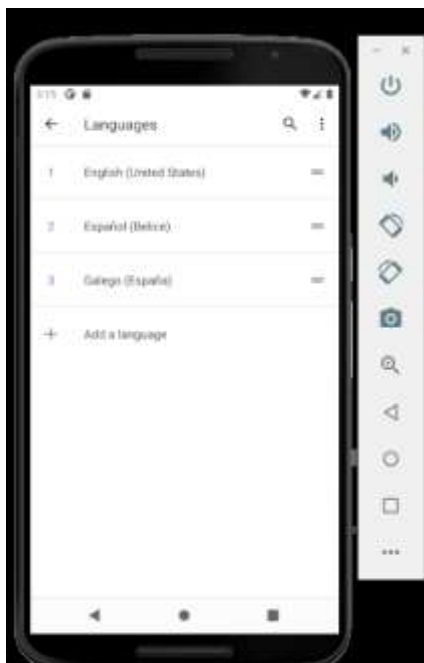 Languages
1 English (United States)
2 Español (Belice)
3 Galego (España)
Add a language